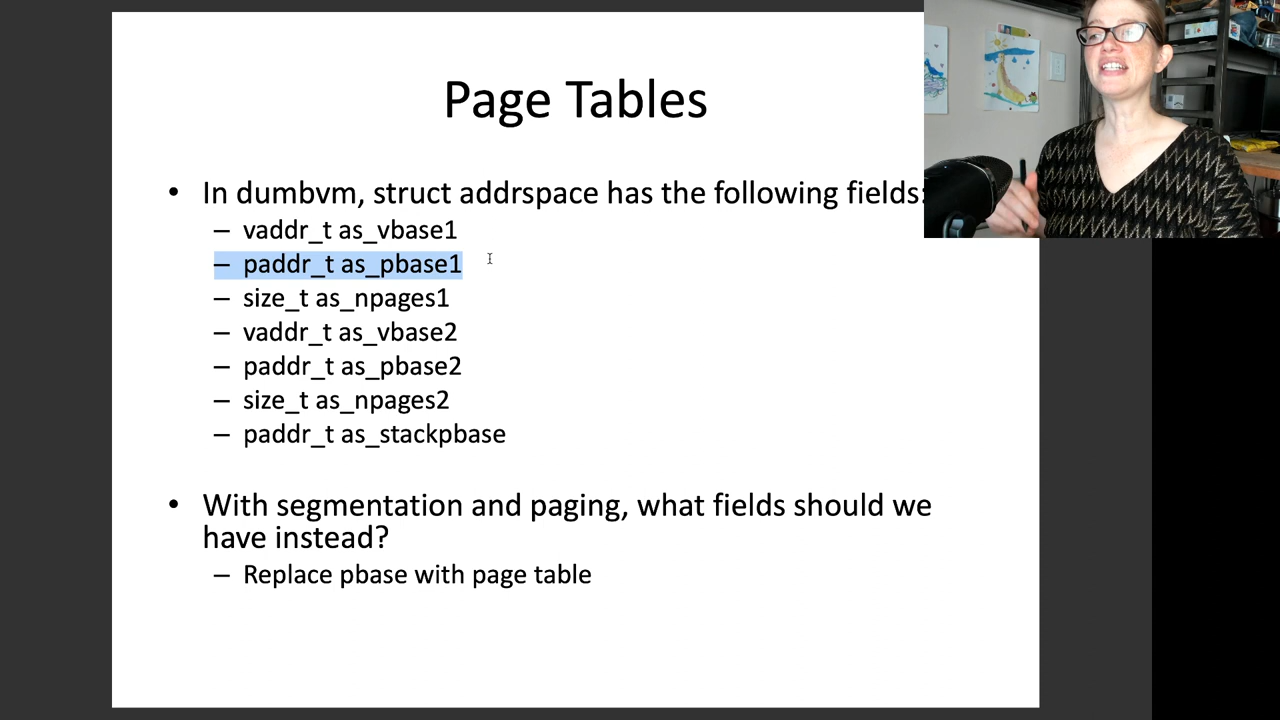 Page Tables
• In dumbvm, struct addrspace has the following fields:
– vaddr_t as_vbase1
– paddr_t as_pbase1
– size_t as_npages1
– vaddr_t as_vbase2
– paddr_t as_pbase2
– size_t as_npages2
– paddr_t as_stackpbase
• With segmentation and paging, what fields should we
have instead?
– Replace pbase with page table